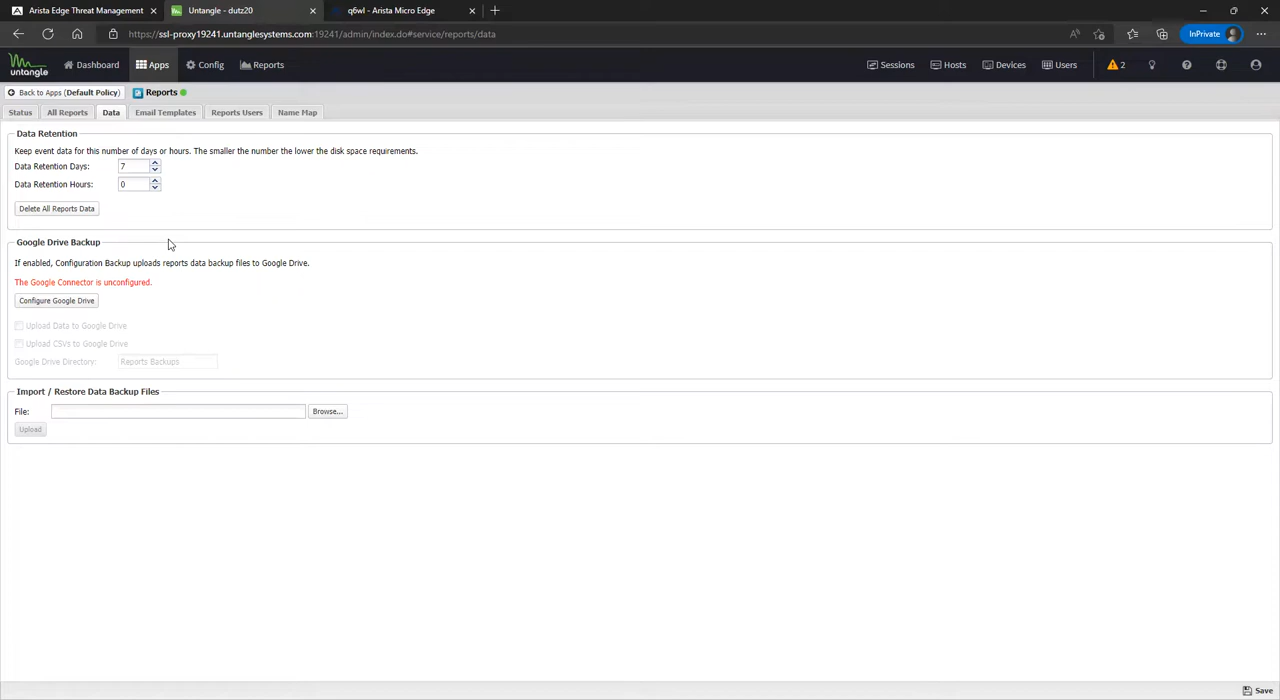 Arista Edge Threat Management
Untangle - dutz20
q6wl - Arista Micro Edge
https://ssl-proxy19241.untanglesystems.com:19241/admin/index.do#service/reports/data
InPrivate
untangle
Dashboard
Apps
Config
Reports
Sessions
Hosts
Devices
Users
2
Back to Apps (Default Policy)
Reports
Status
All Reports
Data
Email Templates
Reports Users
Name Map
Data Retention
Keep event data for this number of days or hours. The smaller the number the lower the disk space requirements.
Data Retention Days: 7
Data Retention Hours: 0
Delete All Reports Data
Google Drive Backup
If enabled, Configuration Backup uploads reports data backup files to Google Drive.
The Google Connector is unconfigured.
Configure Google Drive
Upload Data to Google Drive
Upload CSVs to Google Drive
Google Drive Directory: Reports Backups
Import / Restore Data Backup Files
File: Browse...
Upload
Save